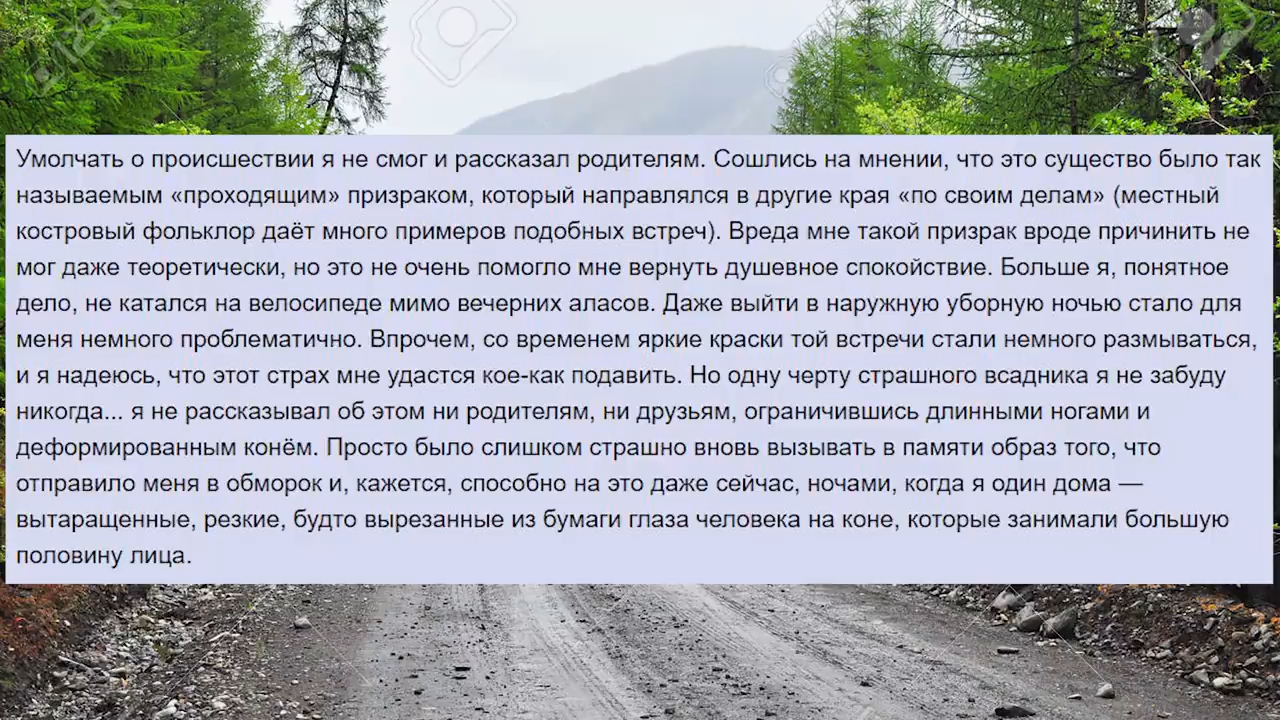 Умолчать о происшествии я не смог и рассказал родителям. Сошлись на мнении, что это существо было так
называемым «проходящим» призраком, который направлялся в другие края «по своим делам» (местный
костровый фольклор даёт много примеров подобных встреч). Вреда мне такой призрак вроде причинить не
мог даже теоретически, но это не очень помогло мне вернуть душевное спокойствие. Больше я, понятное
дело, не катался на велосипеде мимо вечерних аласов. Даже выйти в наружную уборную ночью стало для
меня немного проблематично. Впрочем, со временем яркие краски той встречи стали немного размываться,
и я надеюсь, что этот страх мне удастся кое-как подавить. Но одну черту страшного всадника я не забуду
никогда... я не рассказывал об этом ни родителям, ни друзьям, ограничившись длинными ногами и
деформированным конём. Просто было слишком страшно вновь вызывать в памяти образ того, что
отправило меня в обморок и, кажется, способно на это даже сейчас, ночами, когда я один дома —
вытаращенные, резкие, будто вырезанные из бумаги глаза человека на коне, которые занимали большую
половину лица.